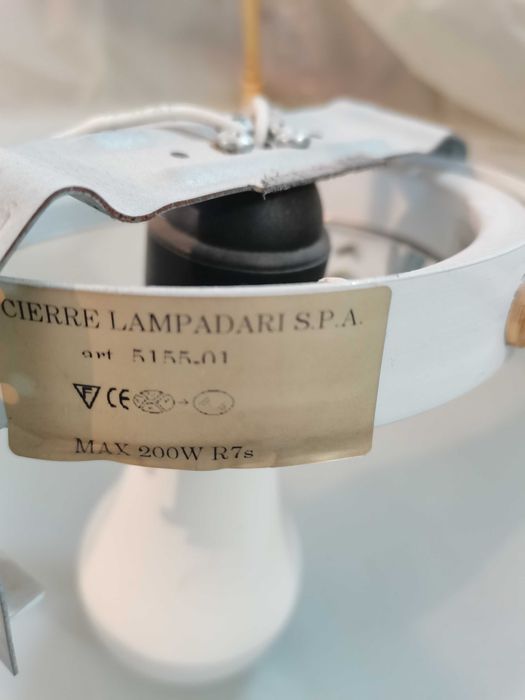 CIERRE LAMPADARI S.P.A.
art 5155-01
F CE
MAX 200W R7s